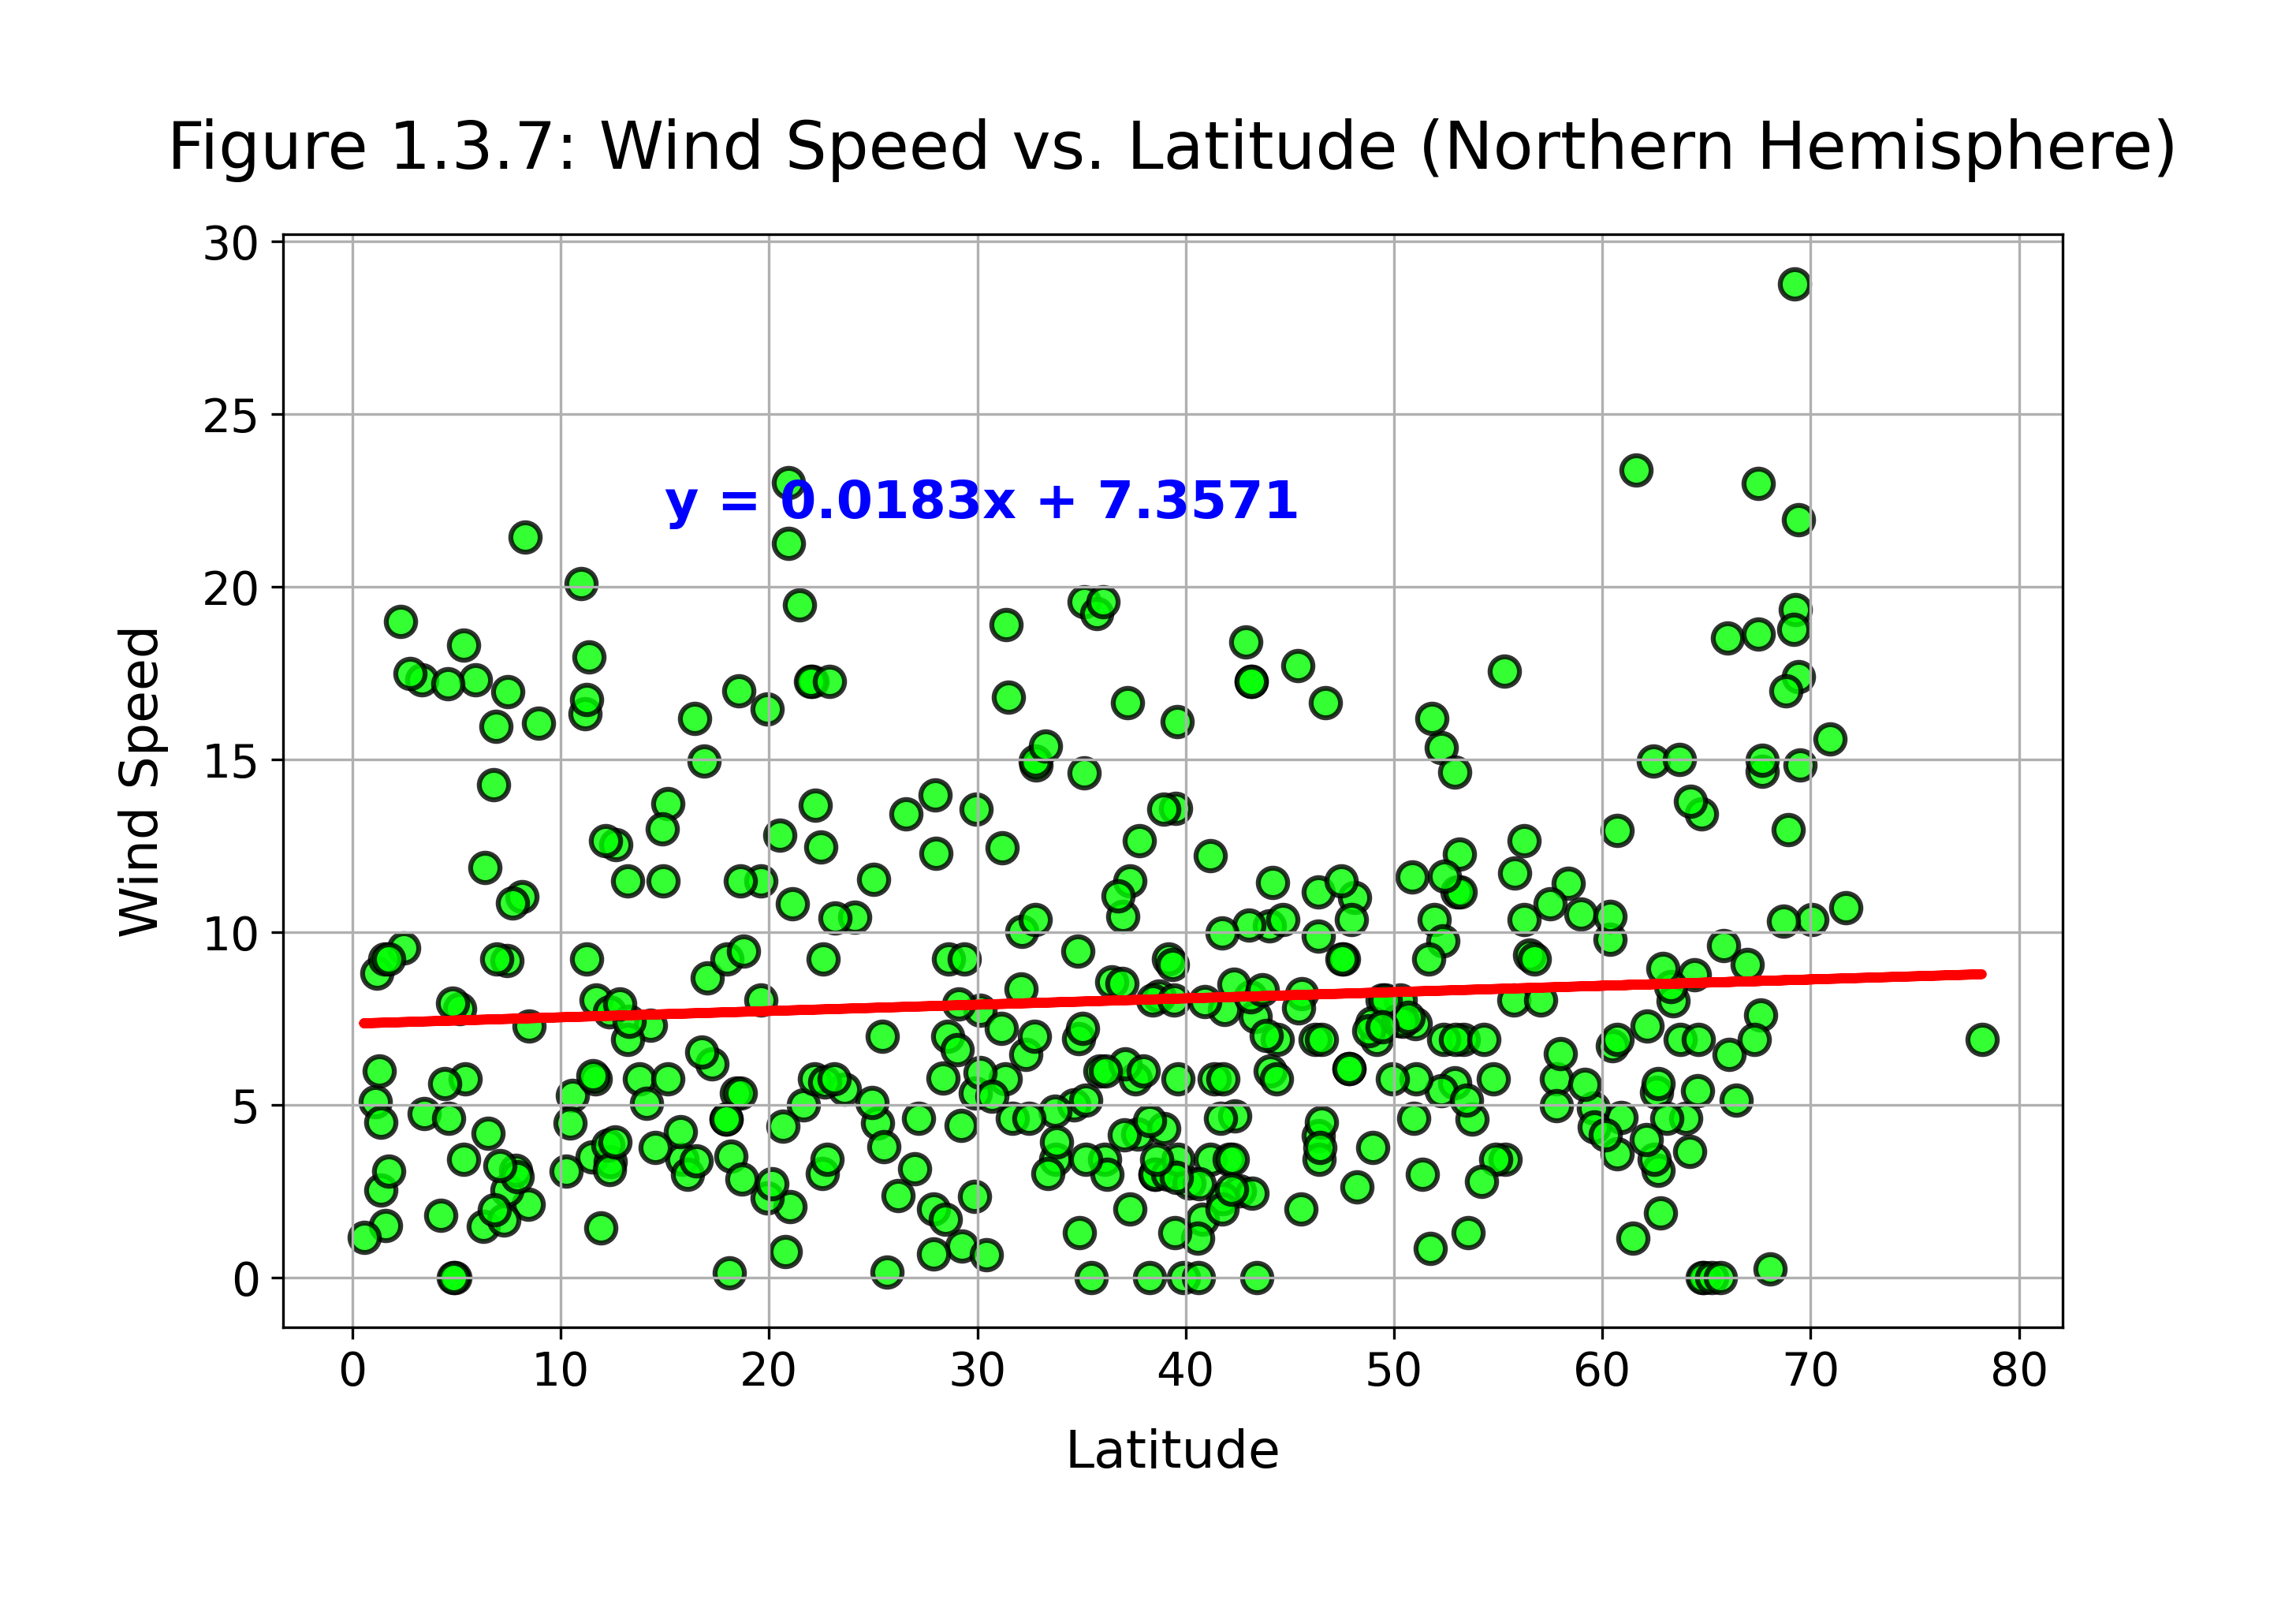 Figure 1.3.7: Wind Speed vs. Latitude (Northern Hemisphere)
30
25
20
15
10
5
0
Wind Speed
y = 0.0183x + 7.3571
0 10 20 30 40 50 60 70 80
Latitude